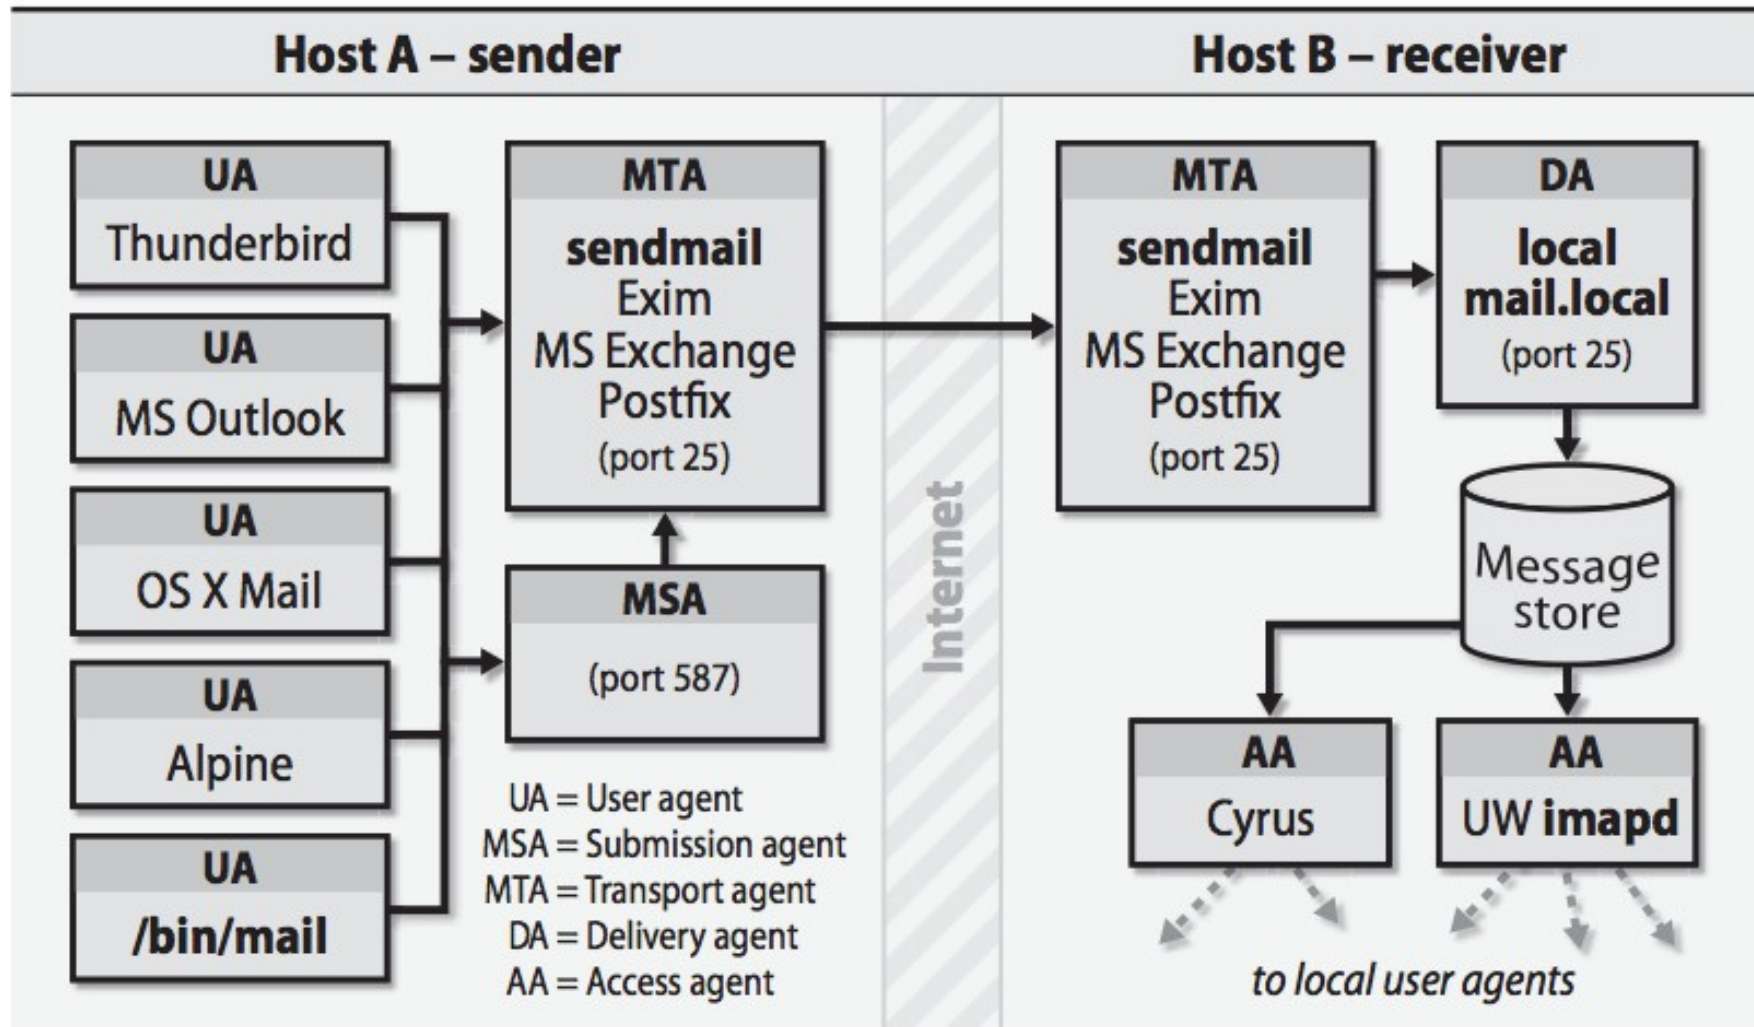 Host A – sender
Host B – receiver
UA
Thunderbird
UA
MS Outlook
UA
OS X Mail
UA
Alpine
UA
/bin/mail
MTA
sendmail
Exim
MS Exchange
Postfix
(port 25)
MSA
(port 587)
UA = User agent
MSA = Submission agent
MTA = Transport agent
DA = Delivery agent
AA = Access agent
Internet
MTA
sendmail
Exim
MS Exchange
Postfix
(port 25)
DA
local
mail.local
(port 25)
Message
store
AA
Cyrus
AA
UW imapd
to local user agents